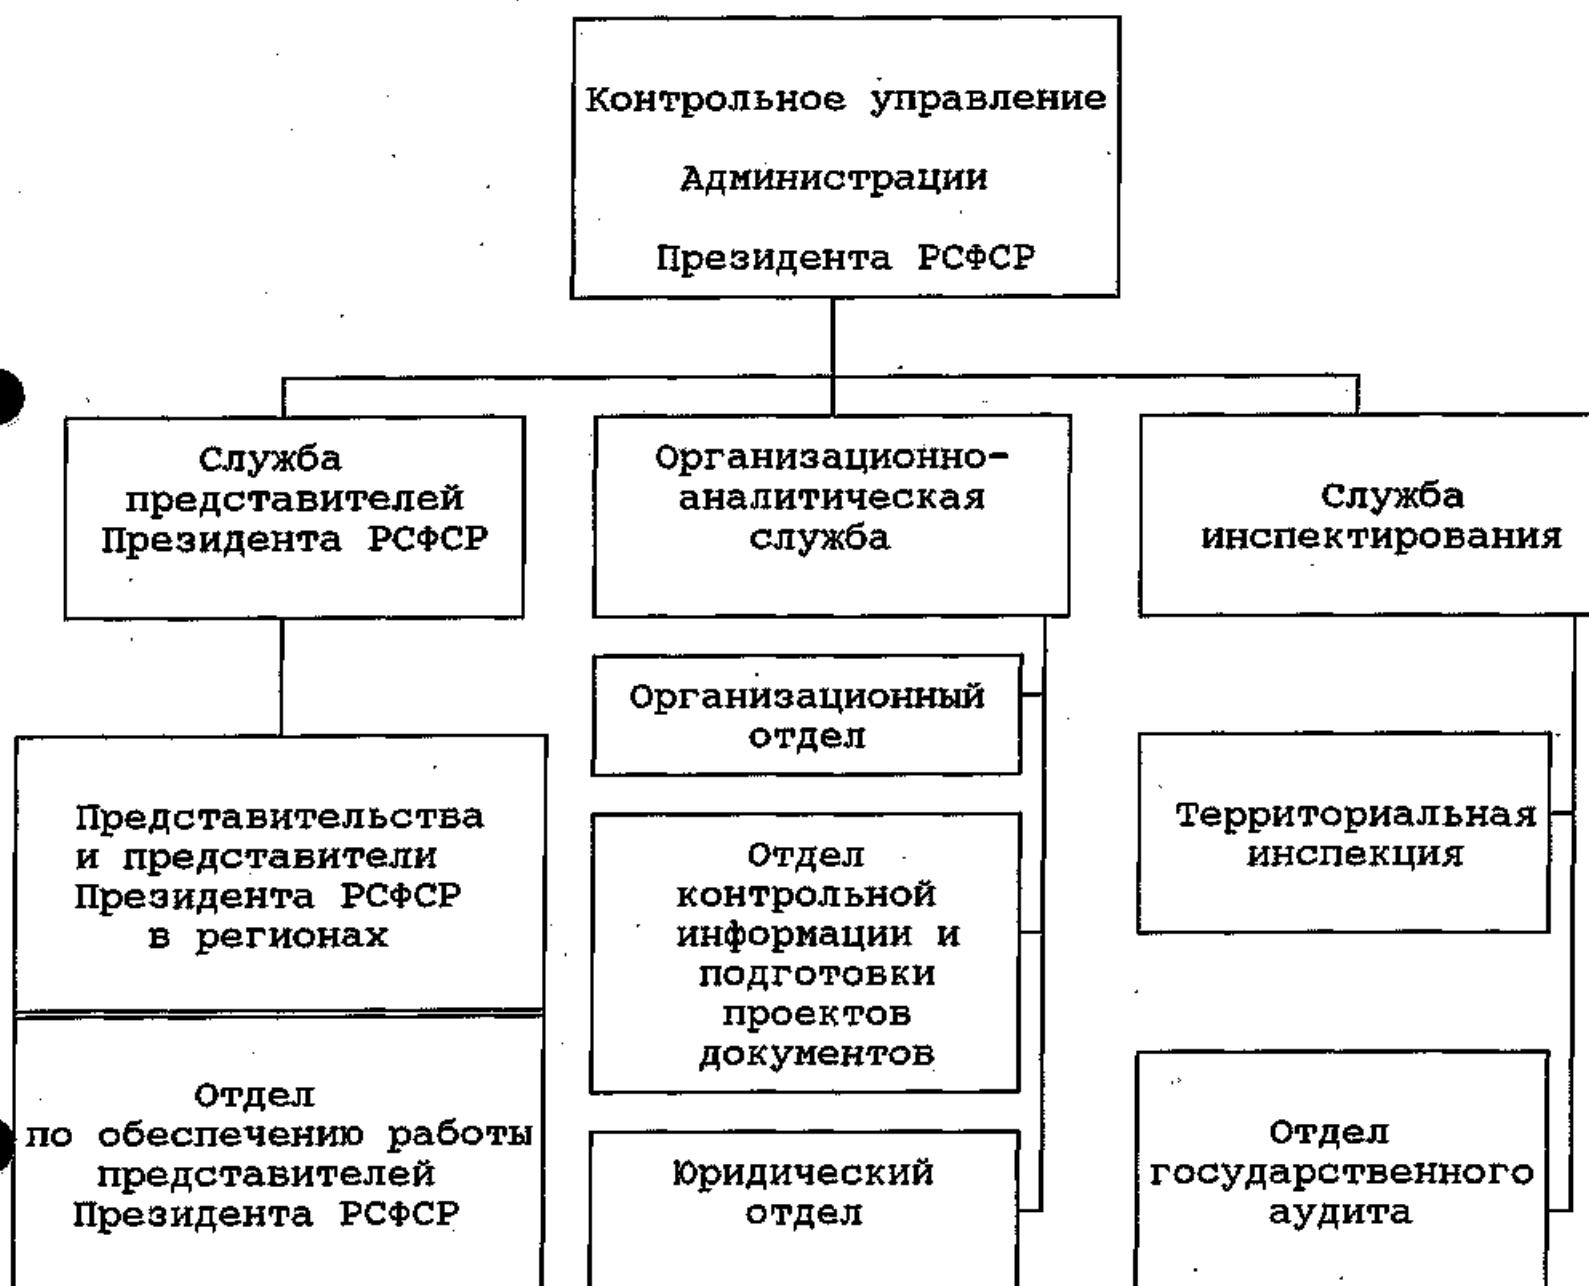 Контрольное управление
Администрации
Президента РСФСР
Служба
представителей
Президента РСФСР
Организационно-
аналитическая
служба
Служба
инспектирования
Организационный
отдел
Представительства
и представители
Президента РСФСР
в регионах
Отдел
контрольной
информации и
подготовки
проектов
документов
Территориальная
инспекция
Отдел
по обеспечению работы
представителей
Президента РСФСР
Юридический
отдел
Отдел
государственного
аудита